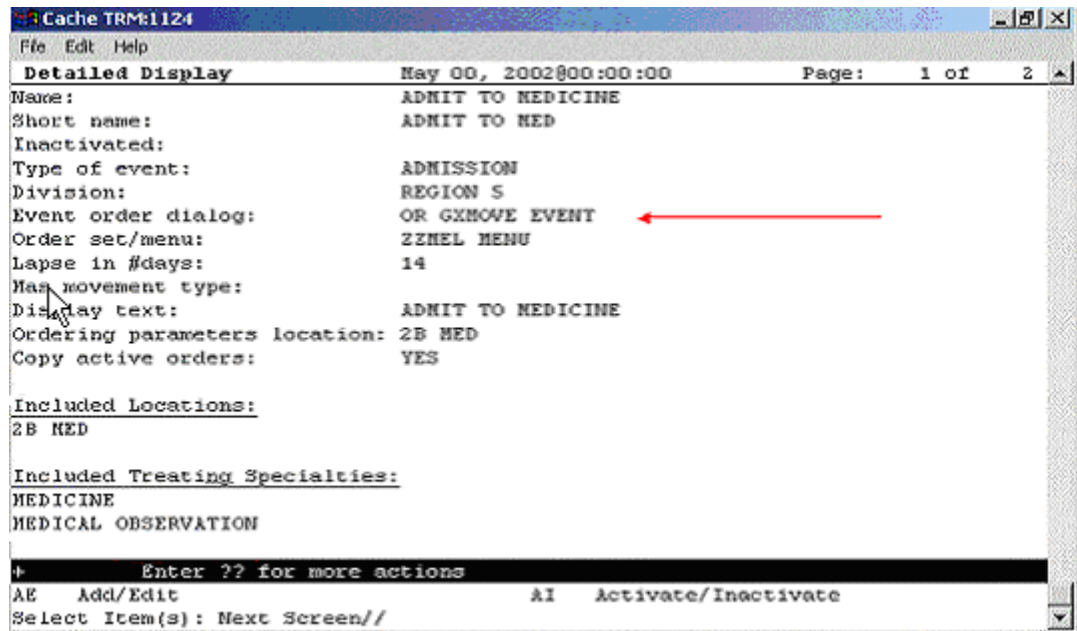 Cache TRM:1124
File Edit Help
Detailed Display May 00, 2002@00:00:00 Page: 1 of 2
Name: ADMIT TO MEDICINE
Short name: ADMIT TO MED
Inactivated:
Type of event: ADMISSION
Division: REGION 5
Event order dialog: OR GXMOVE EVENT
Order set/menu: ZZMEL MENU
Lapse in #days: 14
Has movement type:
Display text: ADMIT TO MEDICINE
Ordering parameters location: 2B MED
Copy active orders: YES
Included Locations:
2B MED
Included Treating Specialties:
MEDICINE
MEDICAL OBSERVATION
+ Enter ?? for more actions
AE Add/Edit AI Activate/Inactivate
Select Item(s): Next Screen//